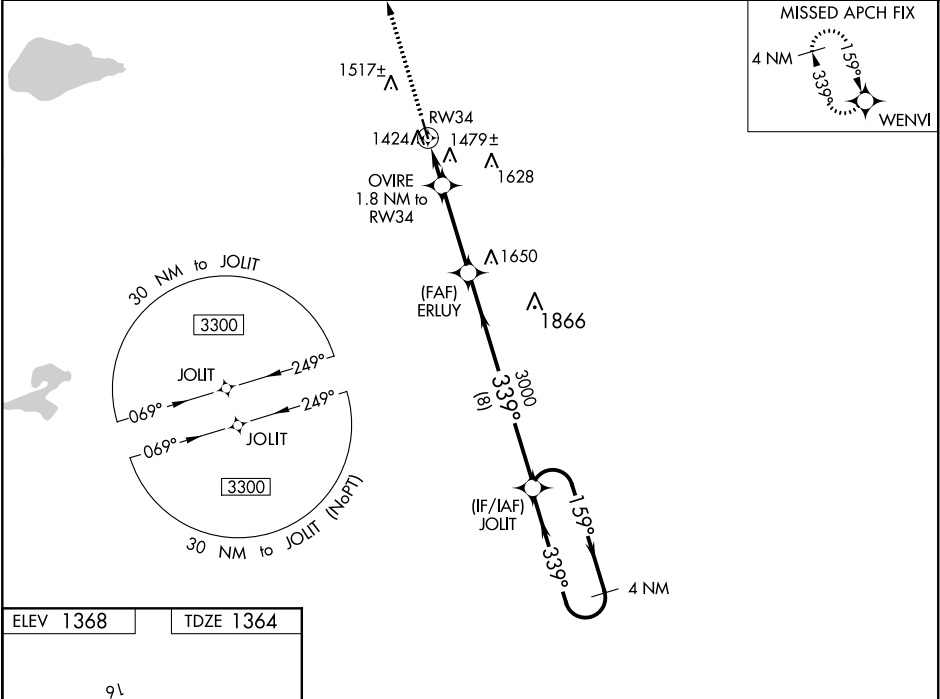 MISSED APCH FIX
4 NM
159°
339°
WENVI
1517±
RW34
1424
1479±
1628
OVIRE
1.8 NM to
RW34
1650
(FAF)
ERLUY
1866
30 NM to JOLIT
3300
JOLIT
249°
069°
249°
069°
JOLIT
3300
30 NM to JOLIT (NoPT)
3000
339°
(8)
(IF/IAF)
JOLIT
159°
339°
4 NM
ELEV 1368
TDZE 1364
16